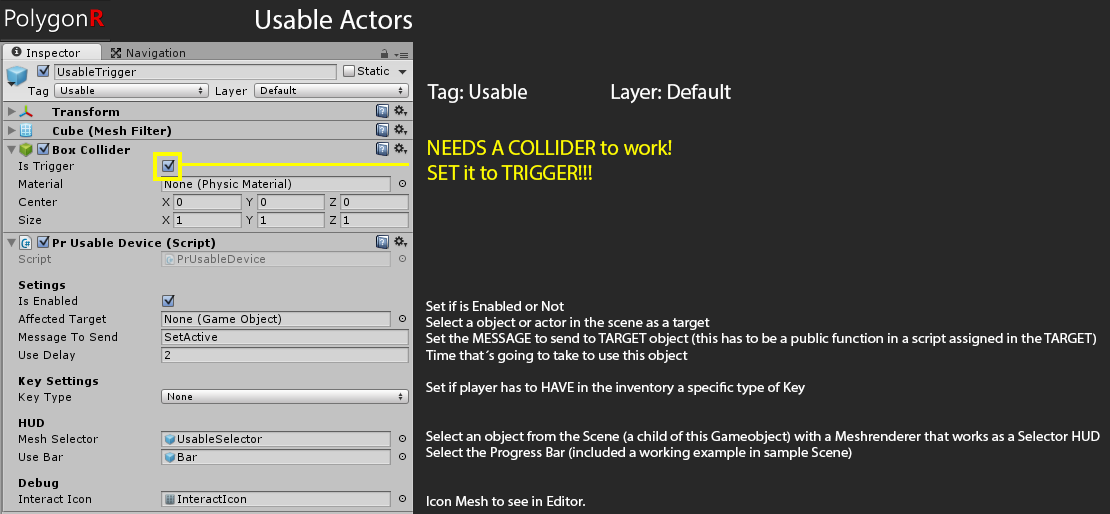 PolygonR
Usable Actors
Inspector Navigation
UsableTrigger Static
Tag Usable Layer Default
Tag: Usable Layer: Default
Transform
Cube (Mesh Filter)
Box Collider
NEEDS A COLLIDER to work!
Is Trigger
SET it to TRIGGER!!!
Material None (Physic Material)
Center X 0 Y 0 Z 0
Size X 1 Y 1 Z 1
Pr Usable Device (Script)
Script PrUsableDevice
Setings
Is Enabled
Set if is Enabled or Not
Affected Target None (Game Object)
Select a object or actor in the scene as a target
Message To Send SetActive
Set the MESSAGE to send to TARGET object (this has to be a public function in a script assigned in the TARGET)
Use Delay 2
Time that´s going to take to use this object
Key Settings
Set if player has to HAVE in the inventory a specific type of Key
Key Type None
HUD
Mesh Selector UsableSelector
Select an object from the Scene (a child of this Gameobject) with a Meshrenderer that works as a Selector HUD
Use Bar Bar
Select the Progress Bar (included a working example in sample Scene)
Debug
Interact Icon InteractIcon
Icon Mesh to see in Editor.